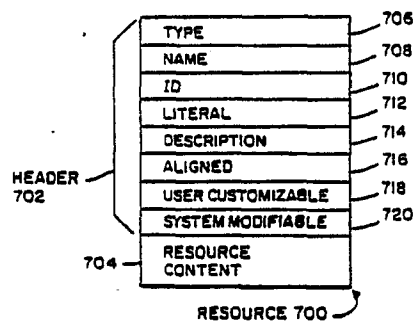 TYPE 706
NAME 708
ID 710
LITERAL 712
DESCRIPTION 714
ALIGNED 716
HEADER
702
USER CUSTOMIZABLE 718
SYSTEM MODIFIABLE 720
704 RESOURCE
CONTENT
RESOURCE 700